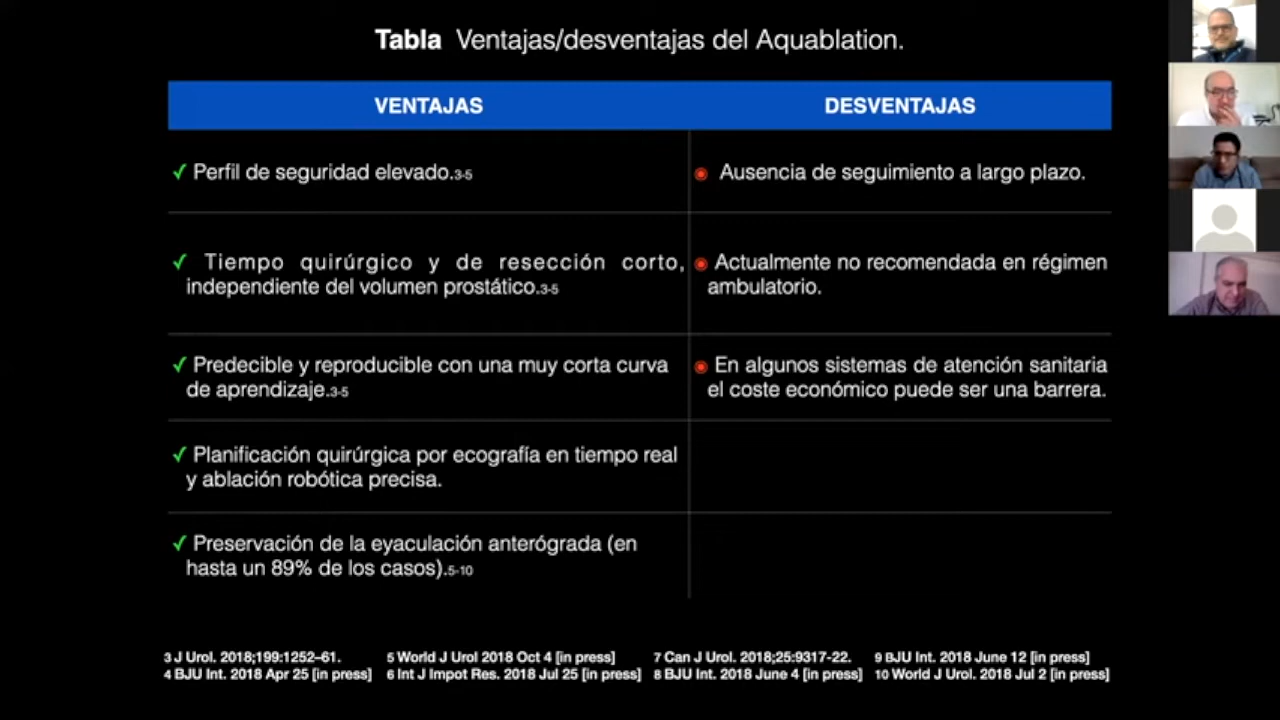 Tabla Ventajas/desventajas del Aquablation.
VENTAJAS
DESVENTAJAS
✓ Perfil de seguridad elevado.3-5
Ausencia de seguimiento a largo plazo.
✓ Tiempo quirúrgico y de resección corto,
independiente del volumen prostático.3-5
Actualmente no recomendada en régimen
ambulatorio.
✓ Predecible y reproducible con una muy corta curva
de aprendizaje.3-5
En algunos sistemas de atención sanitaria
el coste económico puede ser una barrera.
✓ Planificación quirúrgica por ecografía en tiempo real
y ablación robótica precisa.
✓ Preservación de la eyaculación anterógrada (en
hasta un 89% de los casos).5-10
3 J Urol. 2018;199:1252–61.
4 BJU Int. 2018 Apr 25 [in press]
5 World J Urol 2018 Oct 4 [in press]
6 Int J Impot Res. 2018 Jul 25 [in press]
7 Can J Urol. 2018;25:9317-22.
8 BJU Int. 2018 June 4 [in press]
9 BJU Int. 2018 June 12 [in press]
10 World J Urol. 2018 Jul 2 [in press]